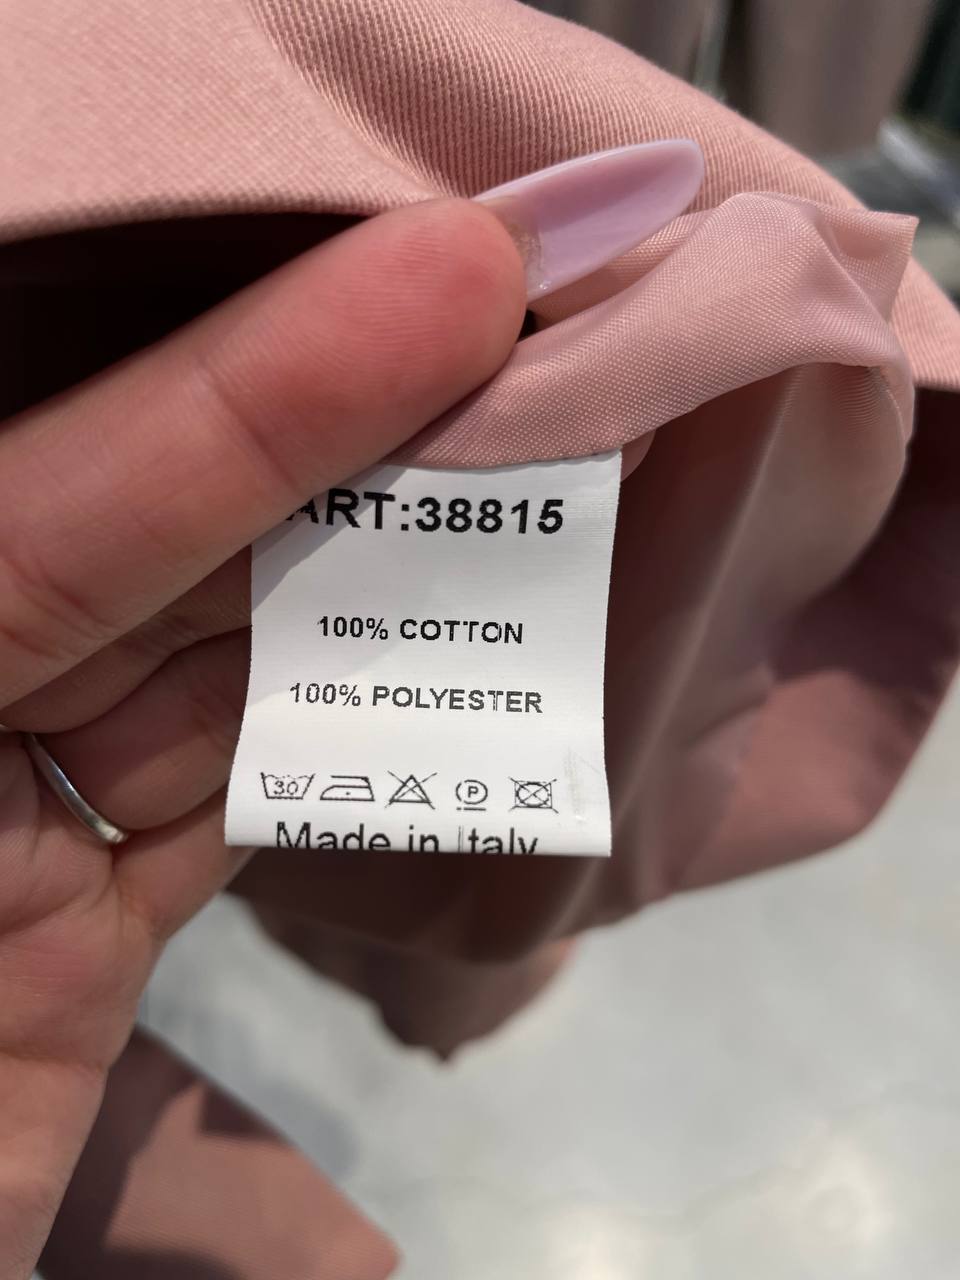 ART:38815
100% COTTON
100% POLYESTER
30 P
Made in Italy